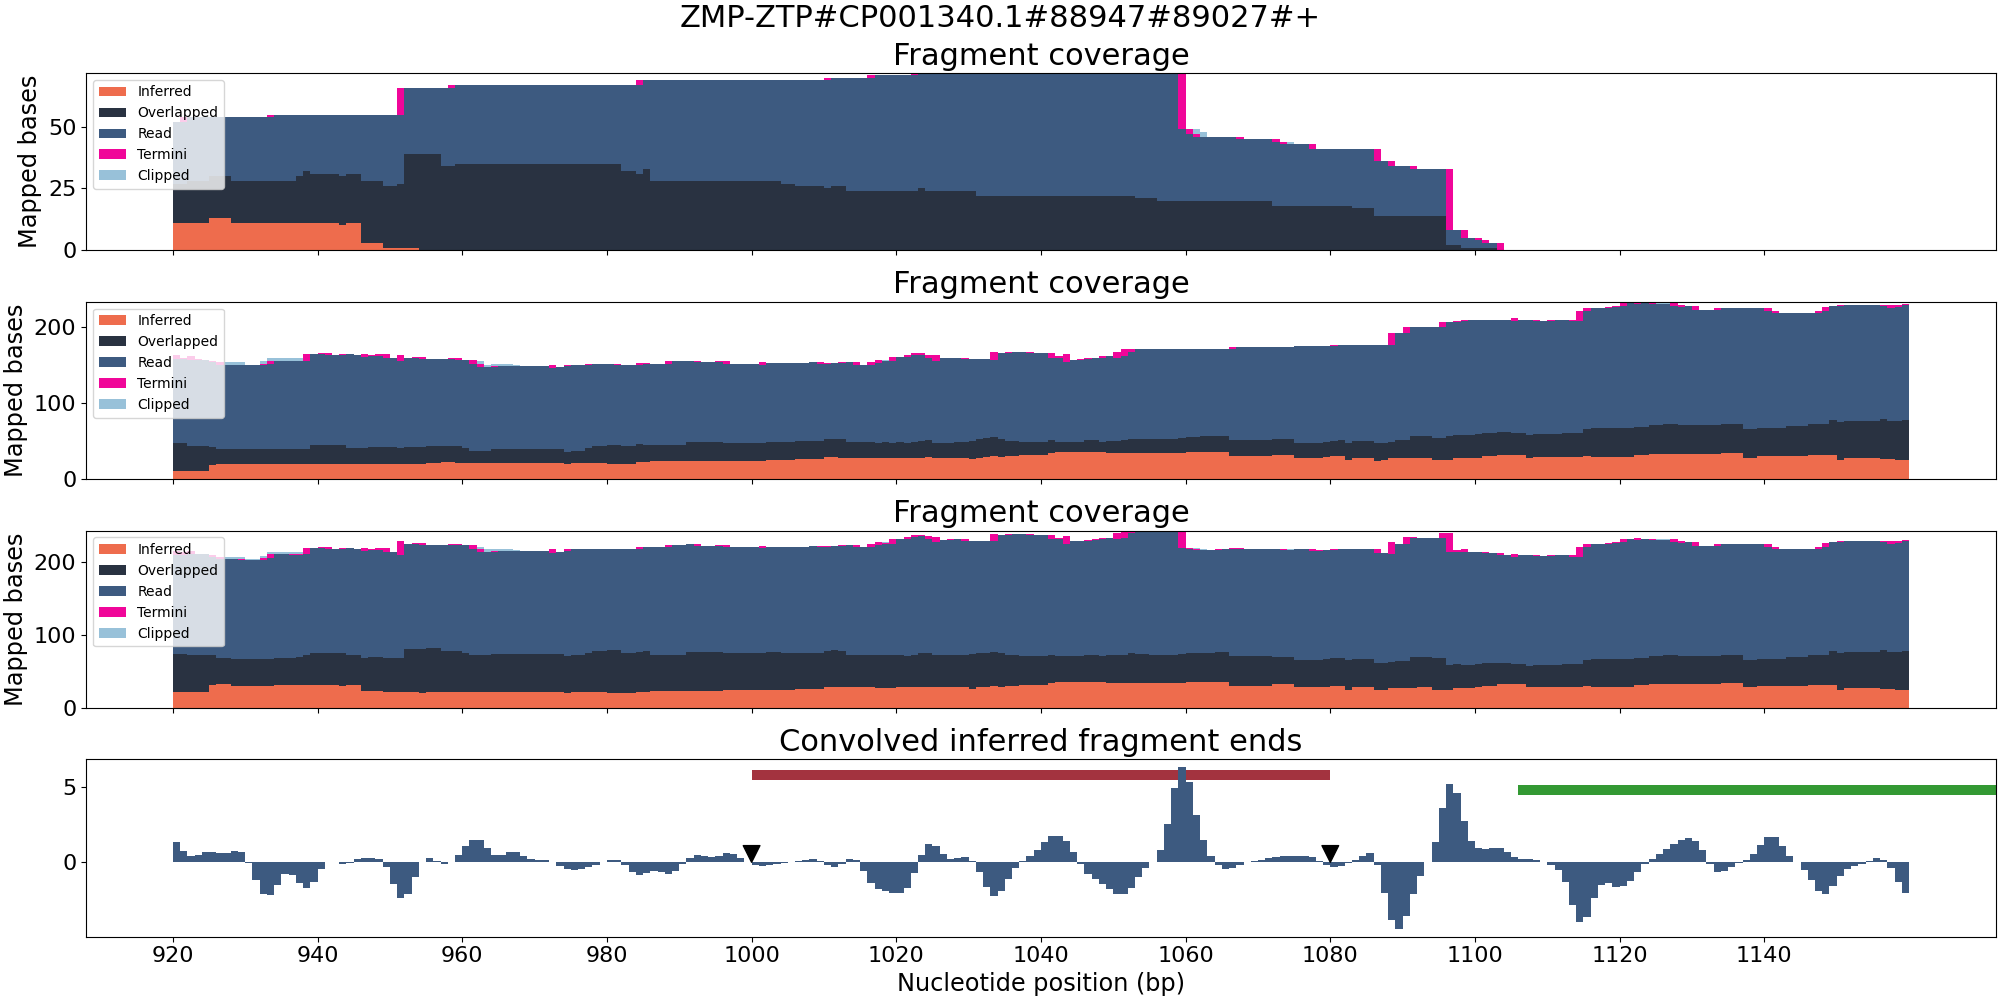 ZMP-ZTP#CP001340.1#88947#89027#+
Fragment coverage
Mapped bases
50
25
0
Inferred
Overlapped
Read
Termini
Clipped
Fragment coverage
Mapped bases
200
100
0
Inferred
Overlapped
Read
Termini
Clipped
Fragment coverage
Mapped bases
200
100
0
Inferred
Overlapped
Read
Termini
Clipped
Convolved inferred fragment ends
5
0
920 940 960 980 1000 1020 1040 1060 1080 1100 1120 1140
Nucleotide position (bp)